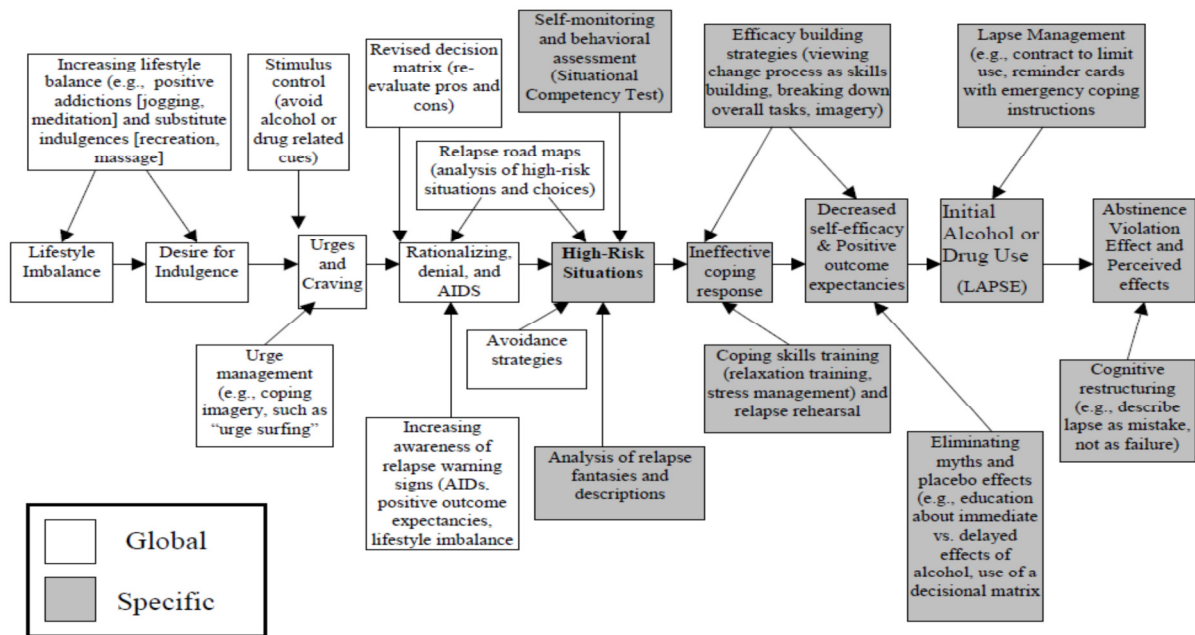 Increasing lifestyle
balance (e.g., positive
addictions [jogging,
meditation] and substitute
indulgences [recreation,
massage]
Stimulus
control
(avoid
alcohol or
drug related
cues)
Revised decision
matrix (re-
evaluate pros and
cons)
Self-monitoring
and behavioral
assessment
(Situational
Competency Test)
Efficacy building
strategies (viewing
change process as skills
building, breaking down
overall tasks, imagery)
Lapse Management
(e.g., contract to limit
use, reminder cards
with emergency coping
instructions
Relapse road maps
(analysis of high-risk
situations and choices)
Lifestyle
Imbalance
Desire for
Indulgence
Urges
and
Craving
Rationalizing,
denial, and
AIDS
High-Risk
Situations
Ineffective
coping
response
Decreased
self-efficacy
& Positive
outcome
expectancies
Initial
Alcohol or
Drug Use
(LAPSE)
Abstinence
Violation
Effect and
Perceived
effects
Urge
management
(e.g., coping
imagery, such as
“urge surfing”
Avoidance
strategies
Increasing
awareness of
relapse warning
signs (AIDs,
positive outcome
expectancies,
lifestyle imbalance
Analysis of relapse
fantasies and
descriptions
Coping skills training
(relaxation training,
stress management) and
relapse rehearsal
Eliminating
myths and
placebo effects
(e.g., education
about immediate
vs. delayed
effects of
alcohol, use of a
decisional matrix
Cognitive
restructuring
(e.g., describe
lapse as mistake,
not as failure)
Global
Specific